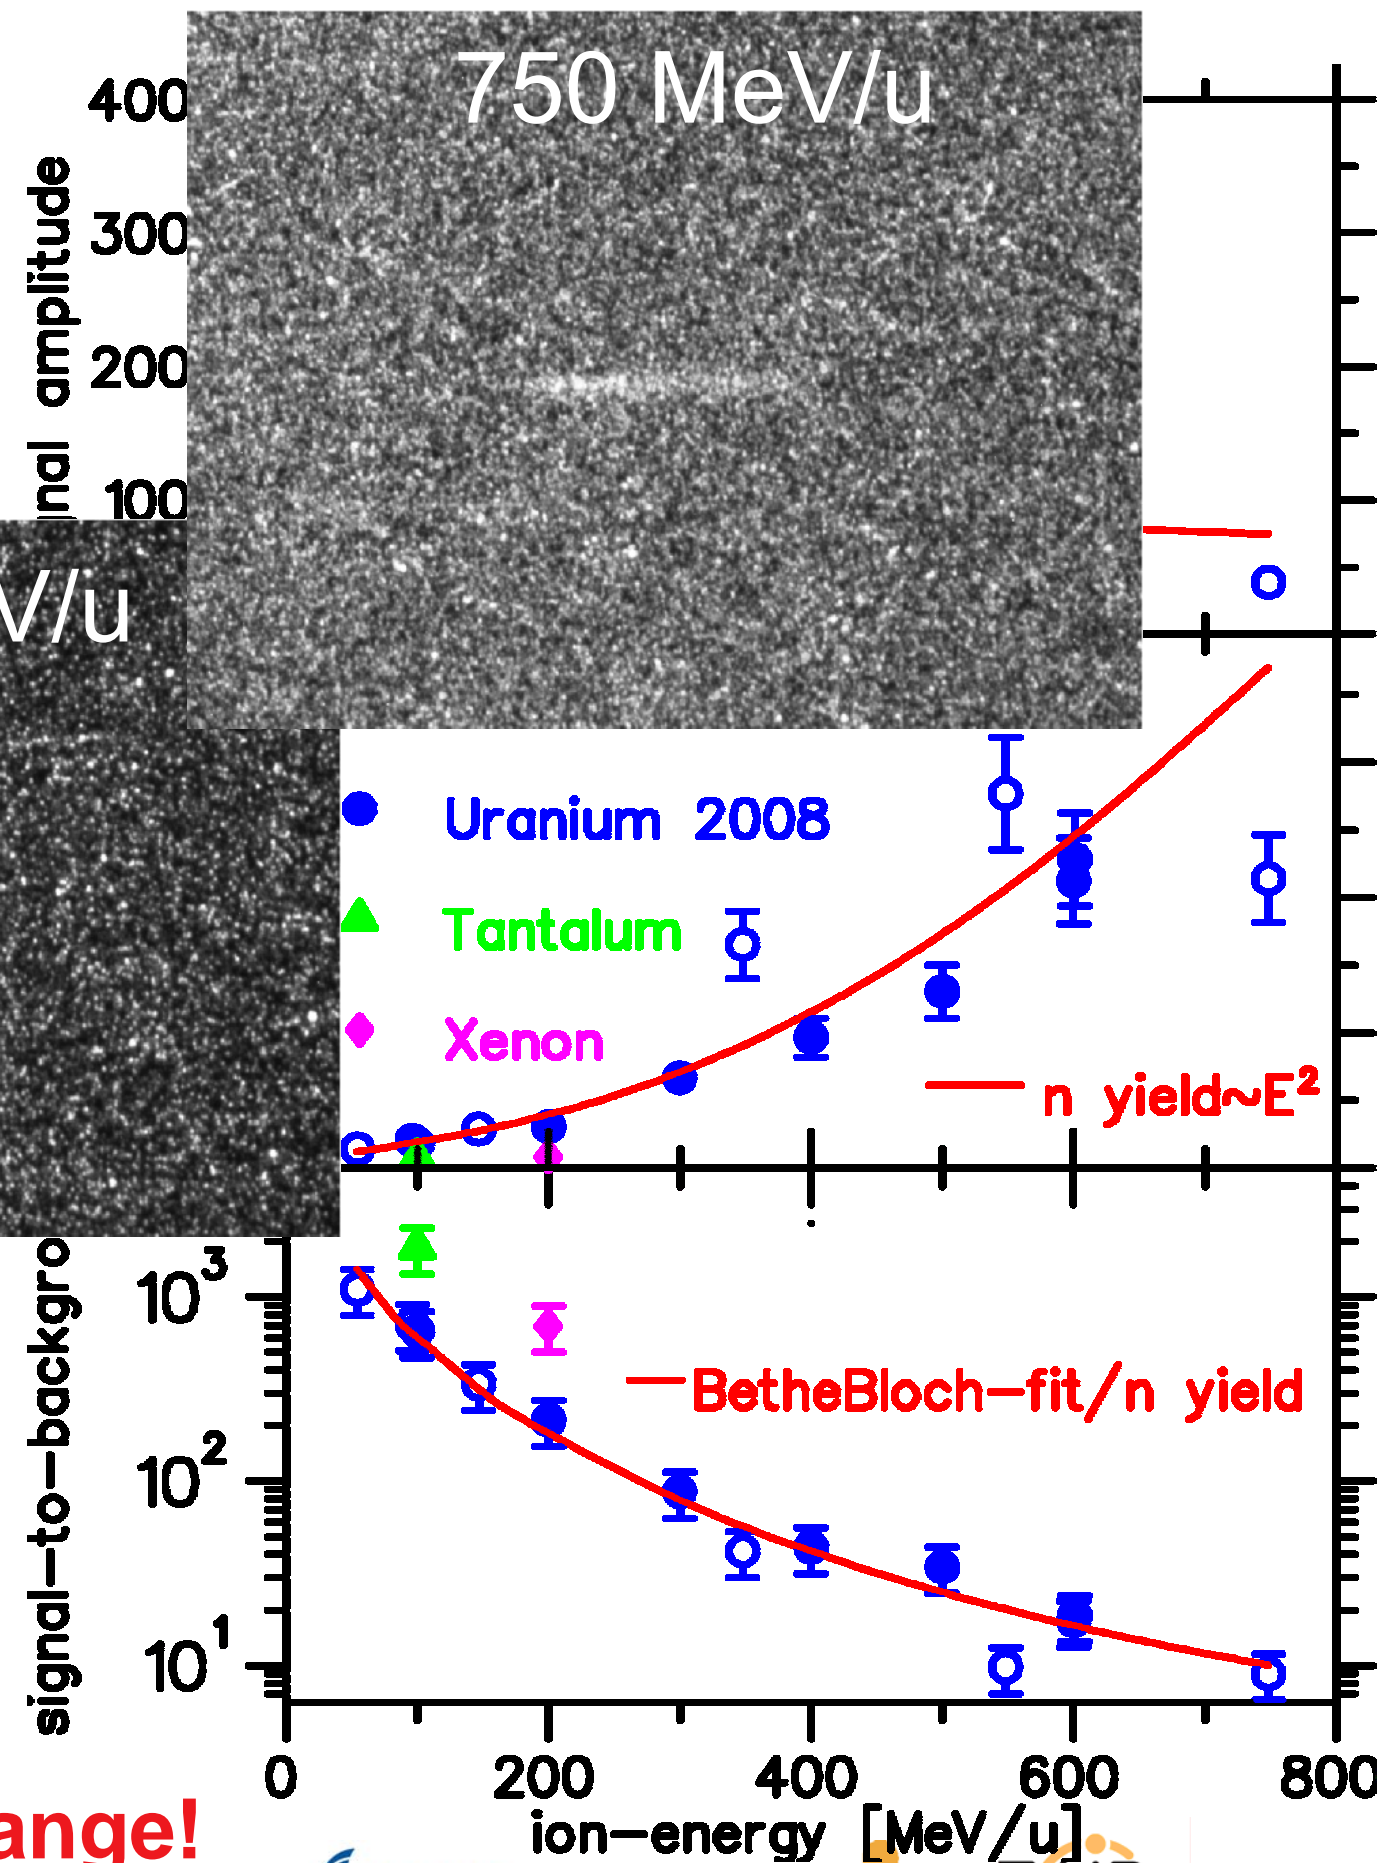 750 MeV/u
400
300
200
100
nal amplitude
V/u
Uranium 2008
Tantalum
Xenon
n yield~E²
10³
10²
10¹
signal-to-backgro
BetheBloch-fit/n yield
0 200 400 600 800
ion-energy [MeV/u]
ange!